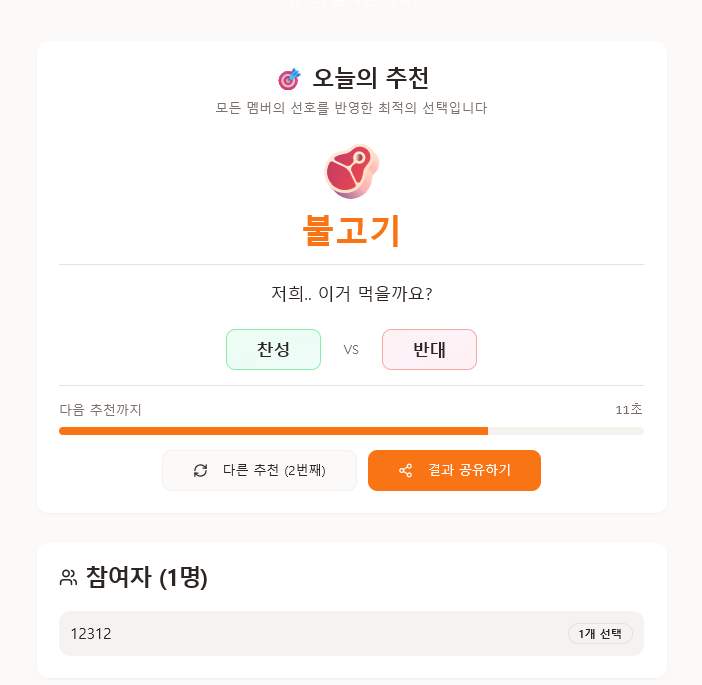 오늘의 추천
모든 멤버의 선호를 반영한 최적의 선택입니다
불고기
저희.. 이거 먹을까요?
찬성 VS 반대
다음 추천까지 11초
다른 추천 (2번째) 결과 공유하기
참여자 (1명)
12312 1개 선택